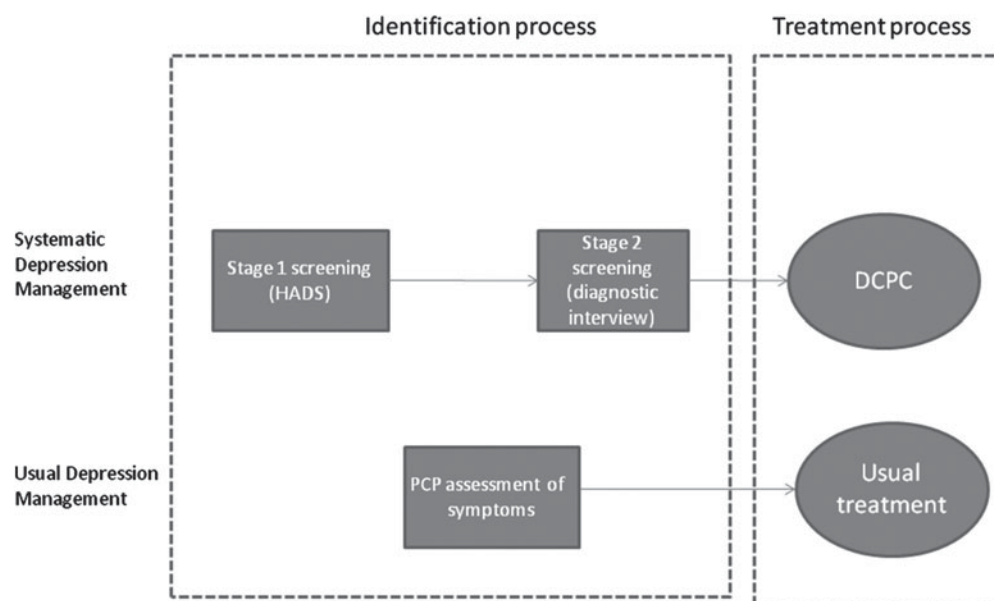 Identification process
Treatment process
Systematic
Depression
Management
Stage 1 screening
(HADS)
Stage 2
screening
(diagnostic
interview)
DCPC
Usual Depression
Management
PCP assessment of
symptoms
Usual
treatment